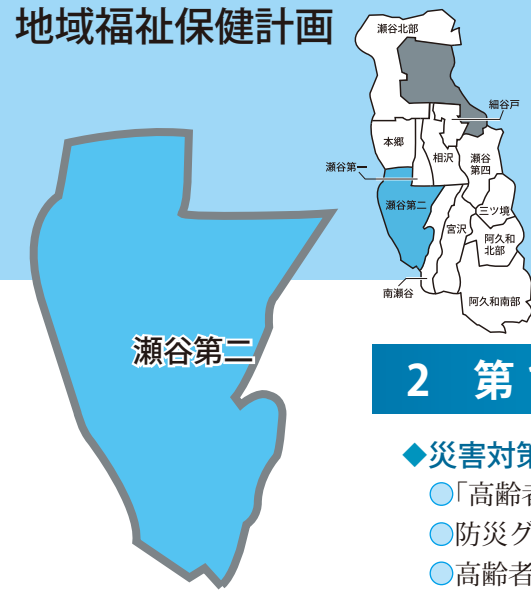 地域福祉保健計画
瀬谷北部
細谷戸
本郷
相沢
瀬谷
第四
瀬谷第一
瀬谷第二
三ツ境
宮沢
阿久和
北部
南瀬谷
阿久和南部
瀬谷第二
2 第
◆災害対策
「高齢者
防災グ
高齢者